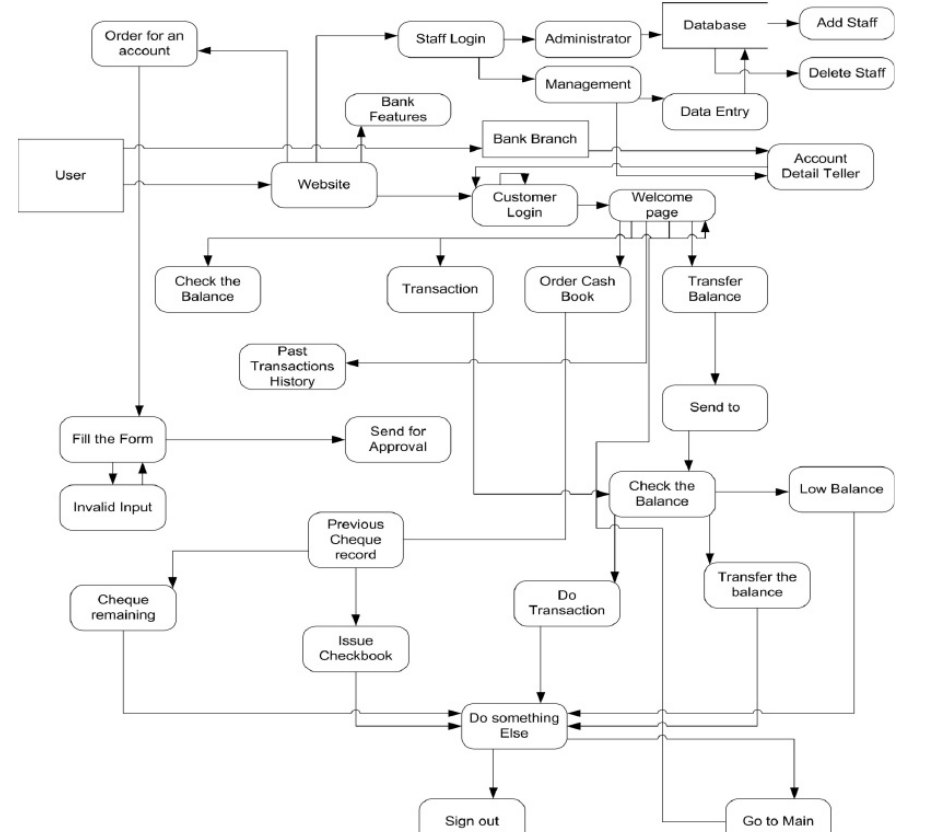 Order for an
account
Staff Login
Administrator
Database
Add Staff
Delete Staff
Management
Data Entry
Bank
Features
Bank Branch
Account
Detail Teller
User
Website
Customer
Login
Welcome
page
Check the
Balance
Transaction
Order Cash
Book
Transfer
Balance
Past
Transactions
History
Send to
Fill the Form
Send for
Approval
Invalid Input
Check the
Balance
Low Balance
Previous
Cheque
record
Cheque
remaining
Do
Transaction
Transfer the
balance
Issue
Checkbook
Do something
Else
Sign out
Go to Main